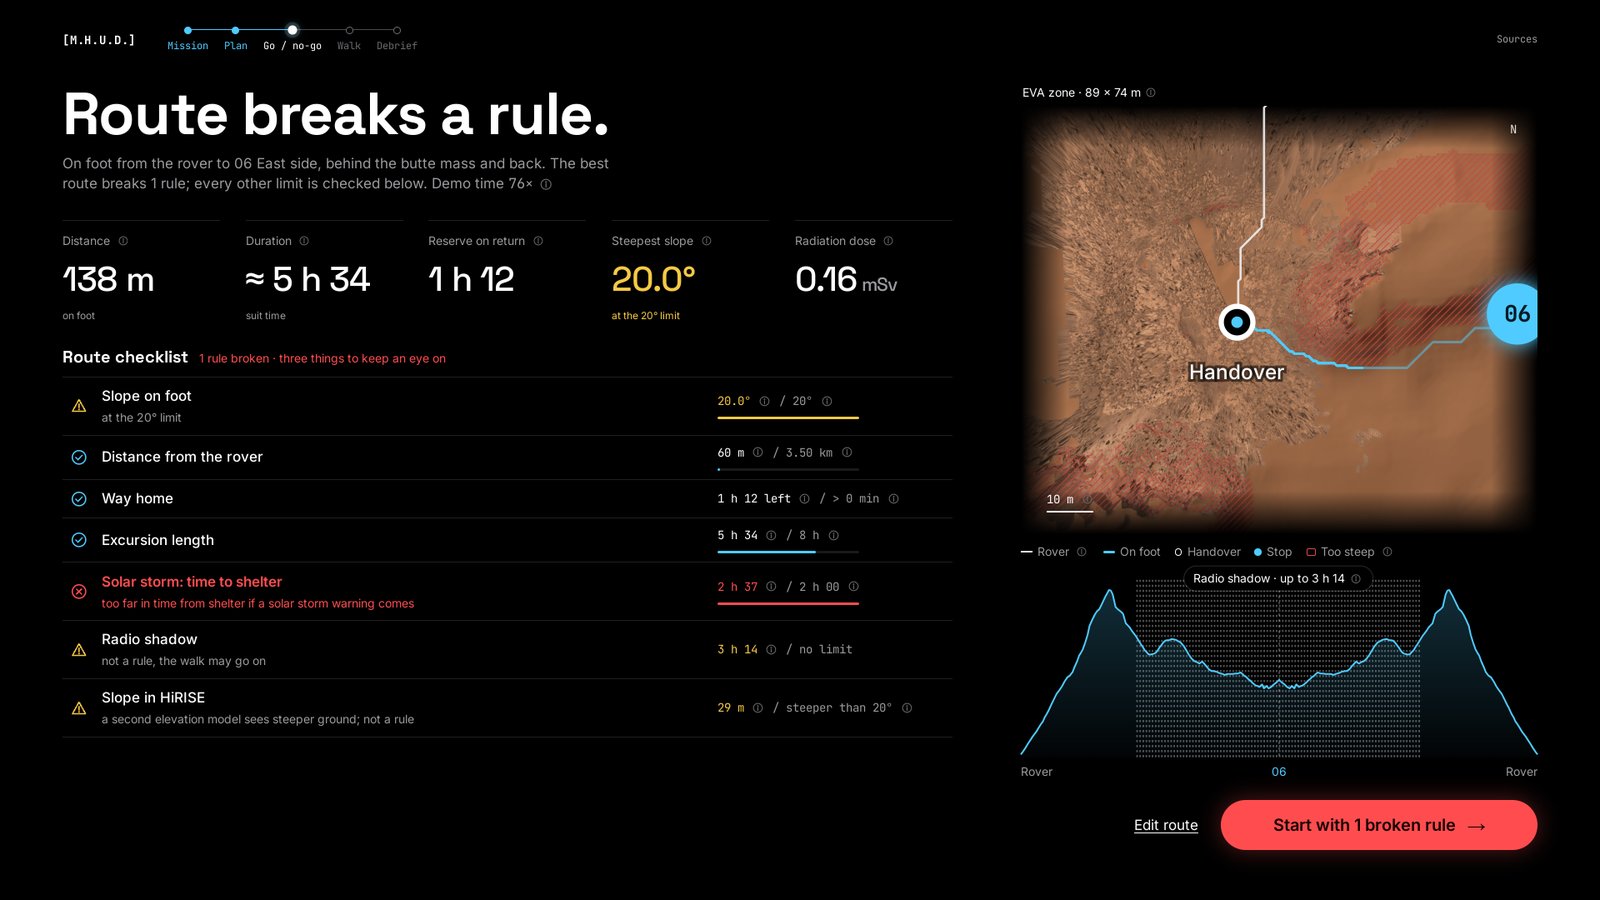 [M.H.U.D.]
Mission Plan Go / no-go Walk Debrief
Sources
Route breaks a rule.
On foot from the rover to 06 East side, behind the butte mass and back. The best
route breaks 1 rule; every other limit is checked below. Demo time 76×
Distance
138 m
on foot
Duration
≈ 5 h 34
suit time
Reserve on return
1 h 12
Steepest slope
20.0°
at the 20° limit
Radiation dose
0.16 mSv
Route checklist 1 rule broken · three things to keep an eye on
Slope on foot
at the 20° limit
20.0° / 20°
Distance from the rover
60 m / 3.50 km
Way home
1 h 12 left / > 0 min
Excursion length
5 h 34 / 8 h
Solar storm: time to shelter
too far in time from shelter if a solar storm warning comes
2 h 37 / 2 h 00
Radio shadow
not a rule, the walk may go on
3 h 14 / no limit
Slope in HiRISE
a second elevation model sees steeper ground; not a rule
29 m / steeper than 20°
EVA zone · 89 × 74 m
N
06
Handover
10 m
Rover On foot Handover Stop Too steep
Radio shadow · up to 3 h 14
Rover 06 Rover
Edit route
Start with 1 broken rule →